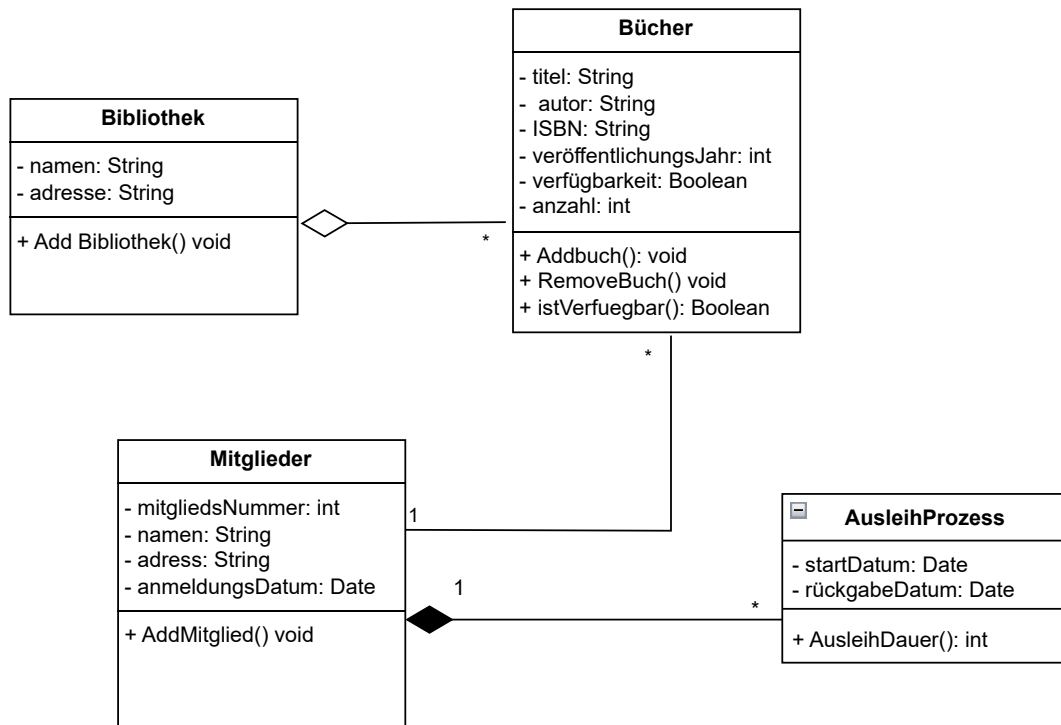 Bücher
- titel: String
-  autor: String
- ISBN: String
- veröffentlichungsJahr: int
- verfügbarkeit: Boolean
- anzahl: int
+ Addbuch(): void
+ RemoveBuch() void
+ istVerfuegbar(): Boolean
Bibliothek
- namen: String
- adresse: String
+ Add Bibliothek() void
*
*
Mitglieder
- mitgliedsNummer: int
- namen: String
- adress: String
- anmeldungsDatum: Date
+ AddMitglied() void
1
1
*
AusleihProzess
- startDatum: Date
- rückgabeDatum: Date
+ AusleihDauer(): int